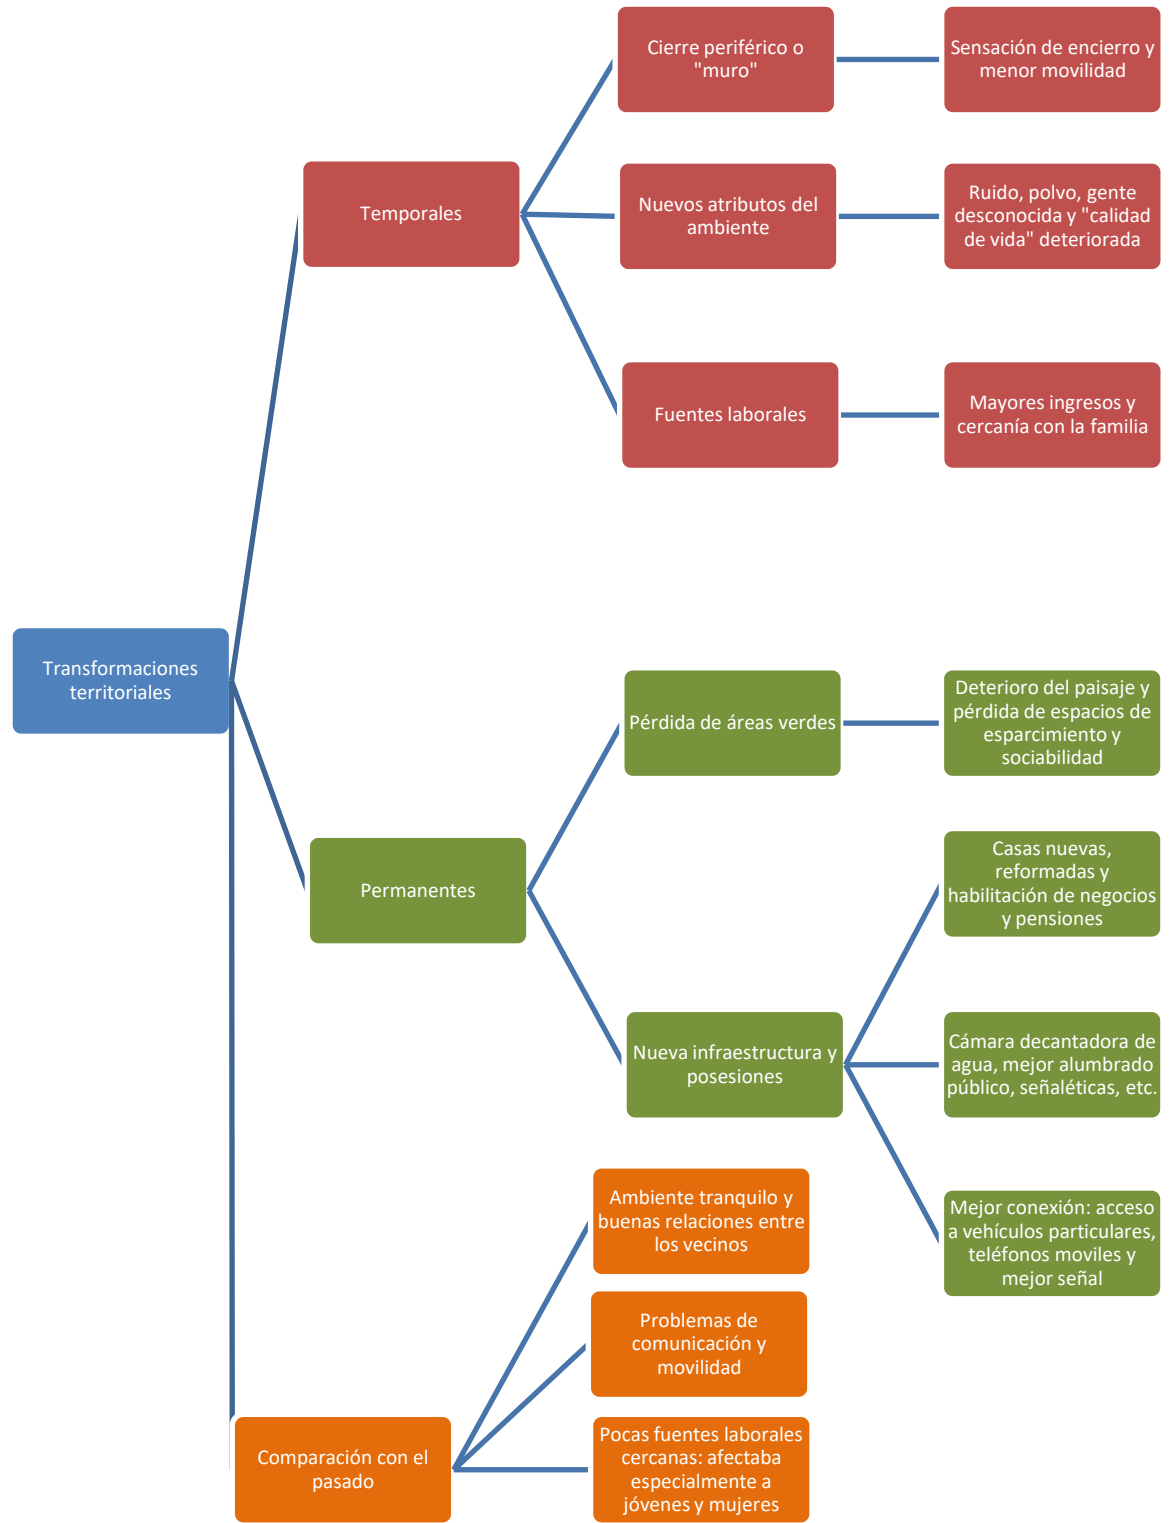 Cierre periférico o
"muro"
Sensación de encierro y
menor movilidad
Temporales
Nuevos atributos del
ambiente
Ruido, polvo, gente
desconocida y "calidad
de vida" deteriorada
Fuentes laborales
Mayores ingresos y
cercanía con la familia
Transformaciones
territoriales
Pérdida de áreas verdes
Deterioro del paisaje y
pérdida de espacios de
esparcimiento y
sociabilidad
Permanentes
Casas nuevas,
reformadas y
habilitación de negocios
y pensiones
Nueva infraestructura y
posesiones
Cámara decantadora de
agua, mejor alumbrado
público, señaléticas, etc.
Mejor conexión: acceso
a vehículos particulares,
teléfonos moviles y
mejor señal
Ambiente tranquilo y
buenas relaciones entre
los vecinos
Problemas de
comunicación y
movilidad
Comparación con el
pasado
Pocas fuentes laborales
cercanas: afectaba
especialmente a
jóvenes y mujeres